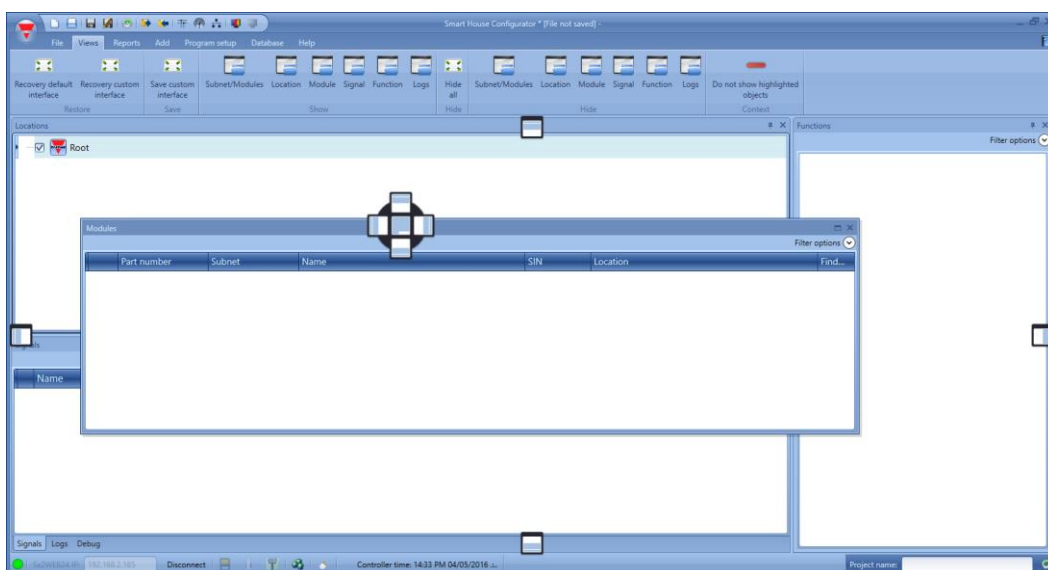 Smart House Configurator * [File not saved] -
File Views Reports Add Program setup Database Help
Recovery default interface Recovery custom interface Save custom interface Subnet/Modules Location Module Signal Function Logs Hide all Subnet/Modules Location Module Signal Function Logs Do not show highlighted objects
Restore Save Show Hide Hide Context
Locations Functions
Filter options
Root
Modules
Filter options
Part number Subnet Name SIN Location Find...
Name
Signals Logs Debug
192.168.2.185 Disconnect Controller time: 14:33 PM 04/05/2016 Project name: